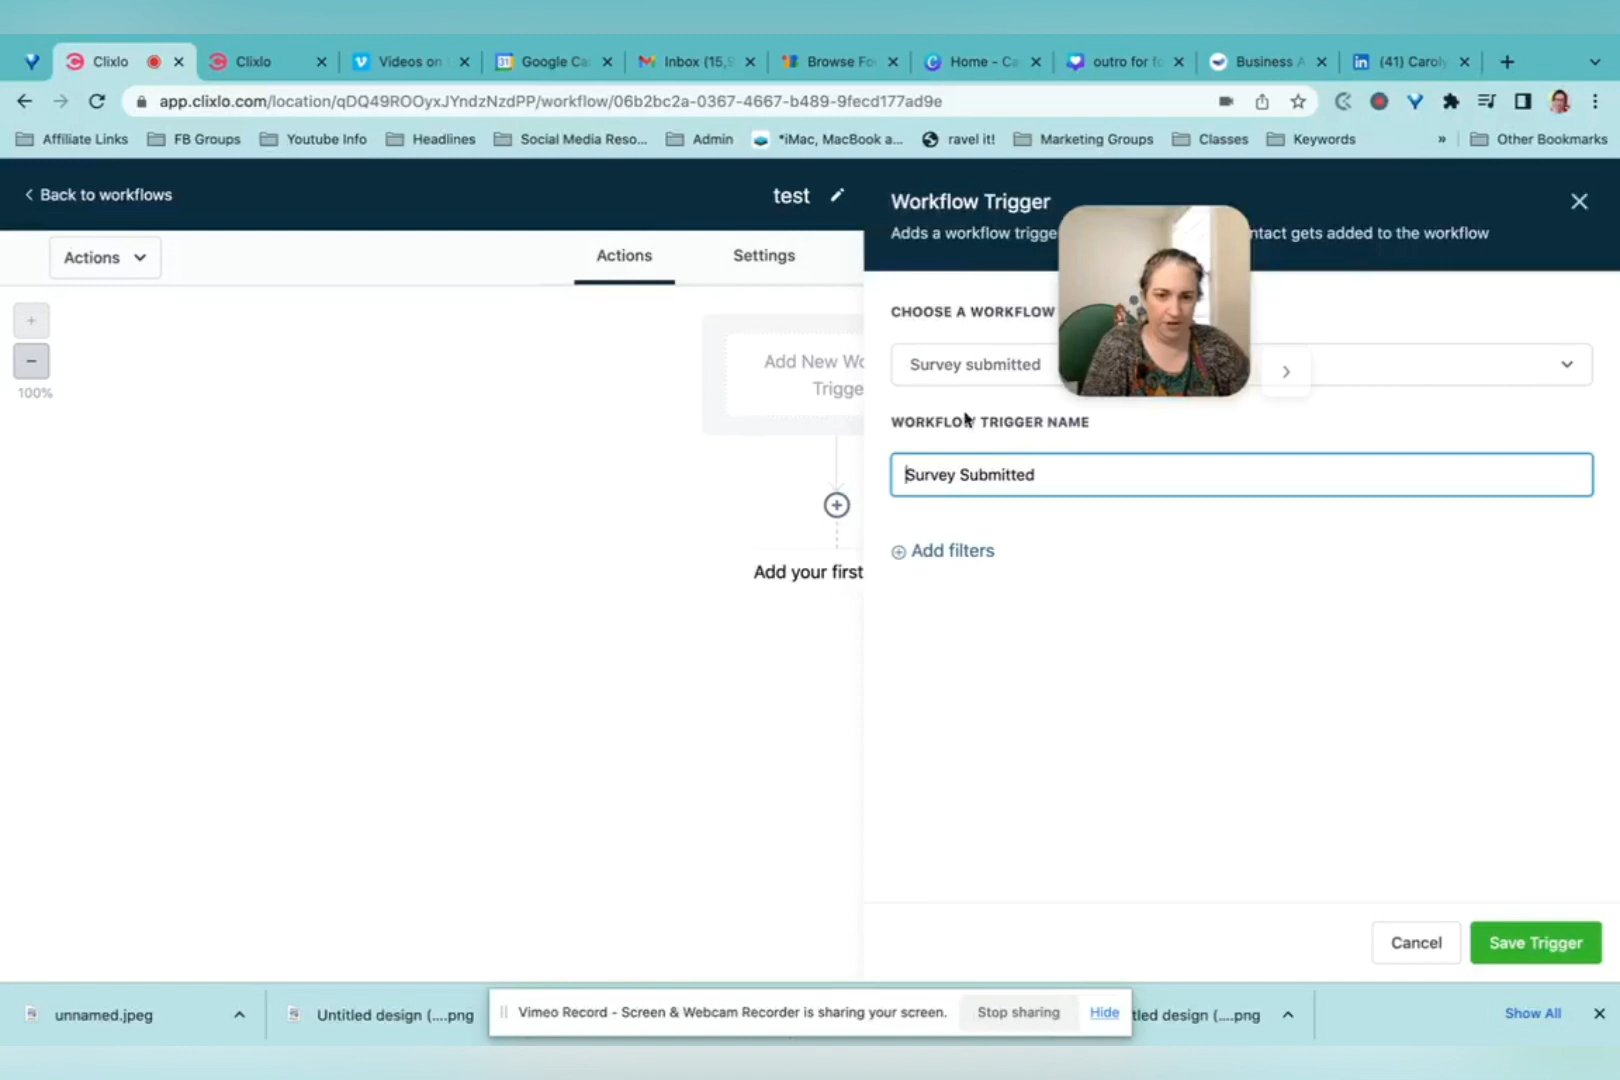 Clixlo
Clixlo
Videos on
Google Ca
Inbox (15,
Browse Fo
Home - Ca
outro for fo
Business A
(41) Caroly
app.clixlo.com/location/qDQ49ROOyxJYndzNzdPP/workflow/06b2bc2a-0367-4667-b489-9fecd177ad9e
Affiliate Links
FB Groups
Youtube Info
Headlines
Social Media Reso...
Admin
*iMac, MacBook a...
ravel it!
Marketing Groups
Classes
Keywords
»
Other Bookmarks
Back to workflows
test
Workflow Trigger
Adds a workflow trigge
ntact gets added to the workflow
Actions
Actions
Settings
100%
Add New Wo
Trigge
Add your first
CHOOSE A WORKFLOW
Survey submitted
WORKFLOW TRIGGER NAME
Survey Submitted
Add filters
Cancel
Save Trigger
unnamed.jpeg
Untitled design (....png
Vimeo Record - Screen & Webcam Recorder is sharing your screen.
Stop sharing
Hide
tled design (....png
Show All